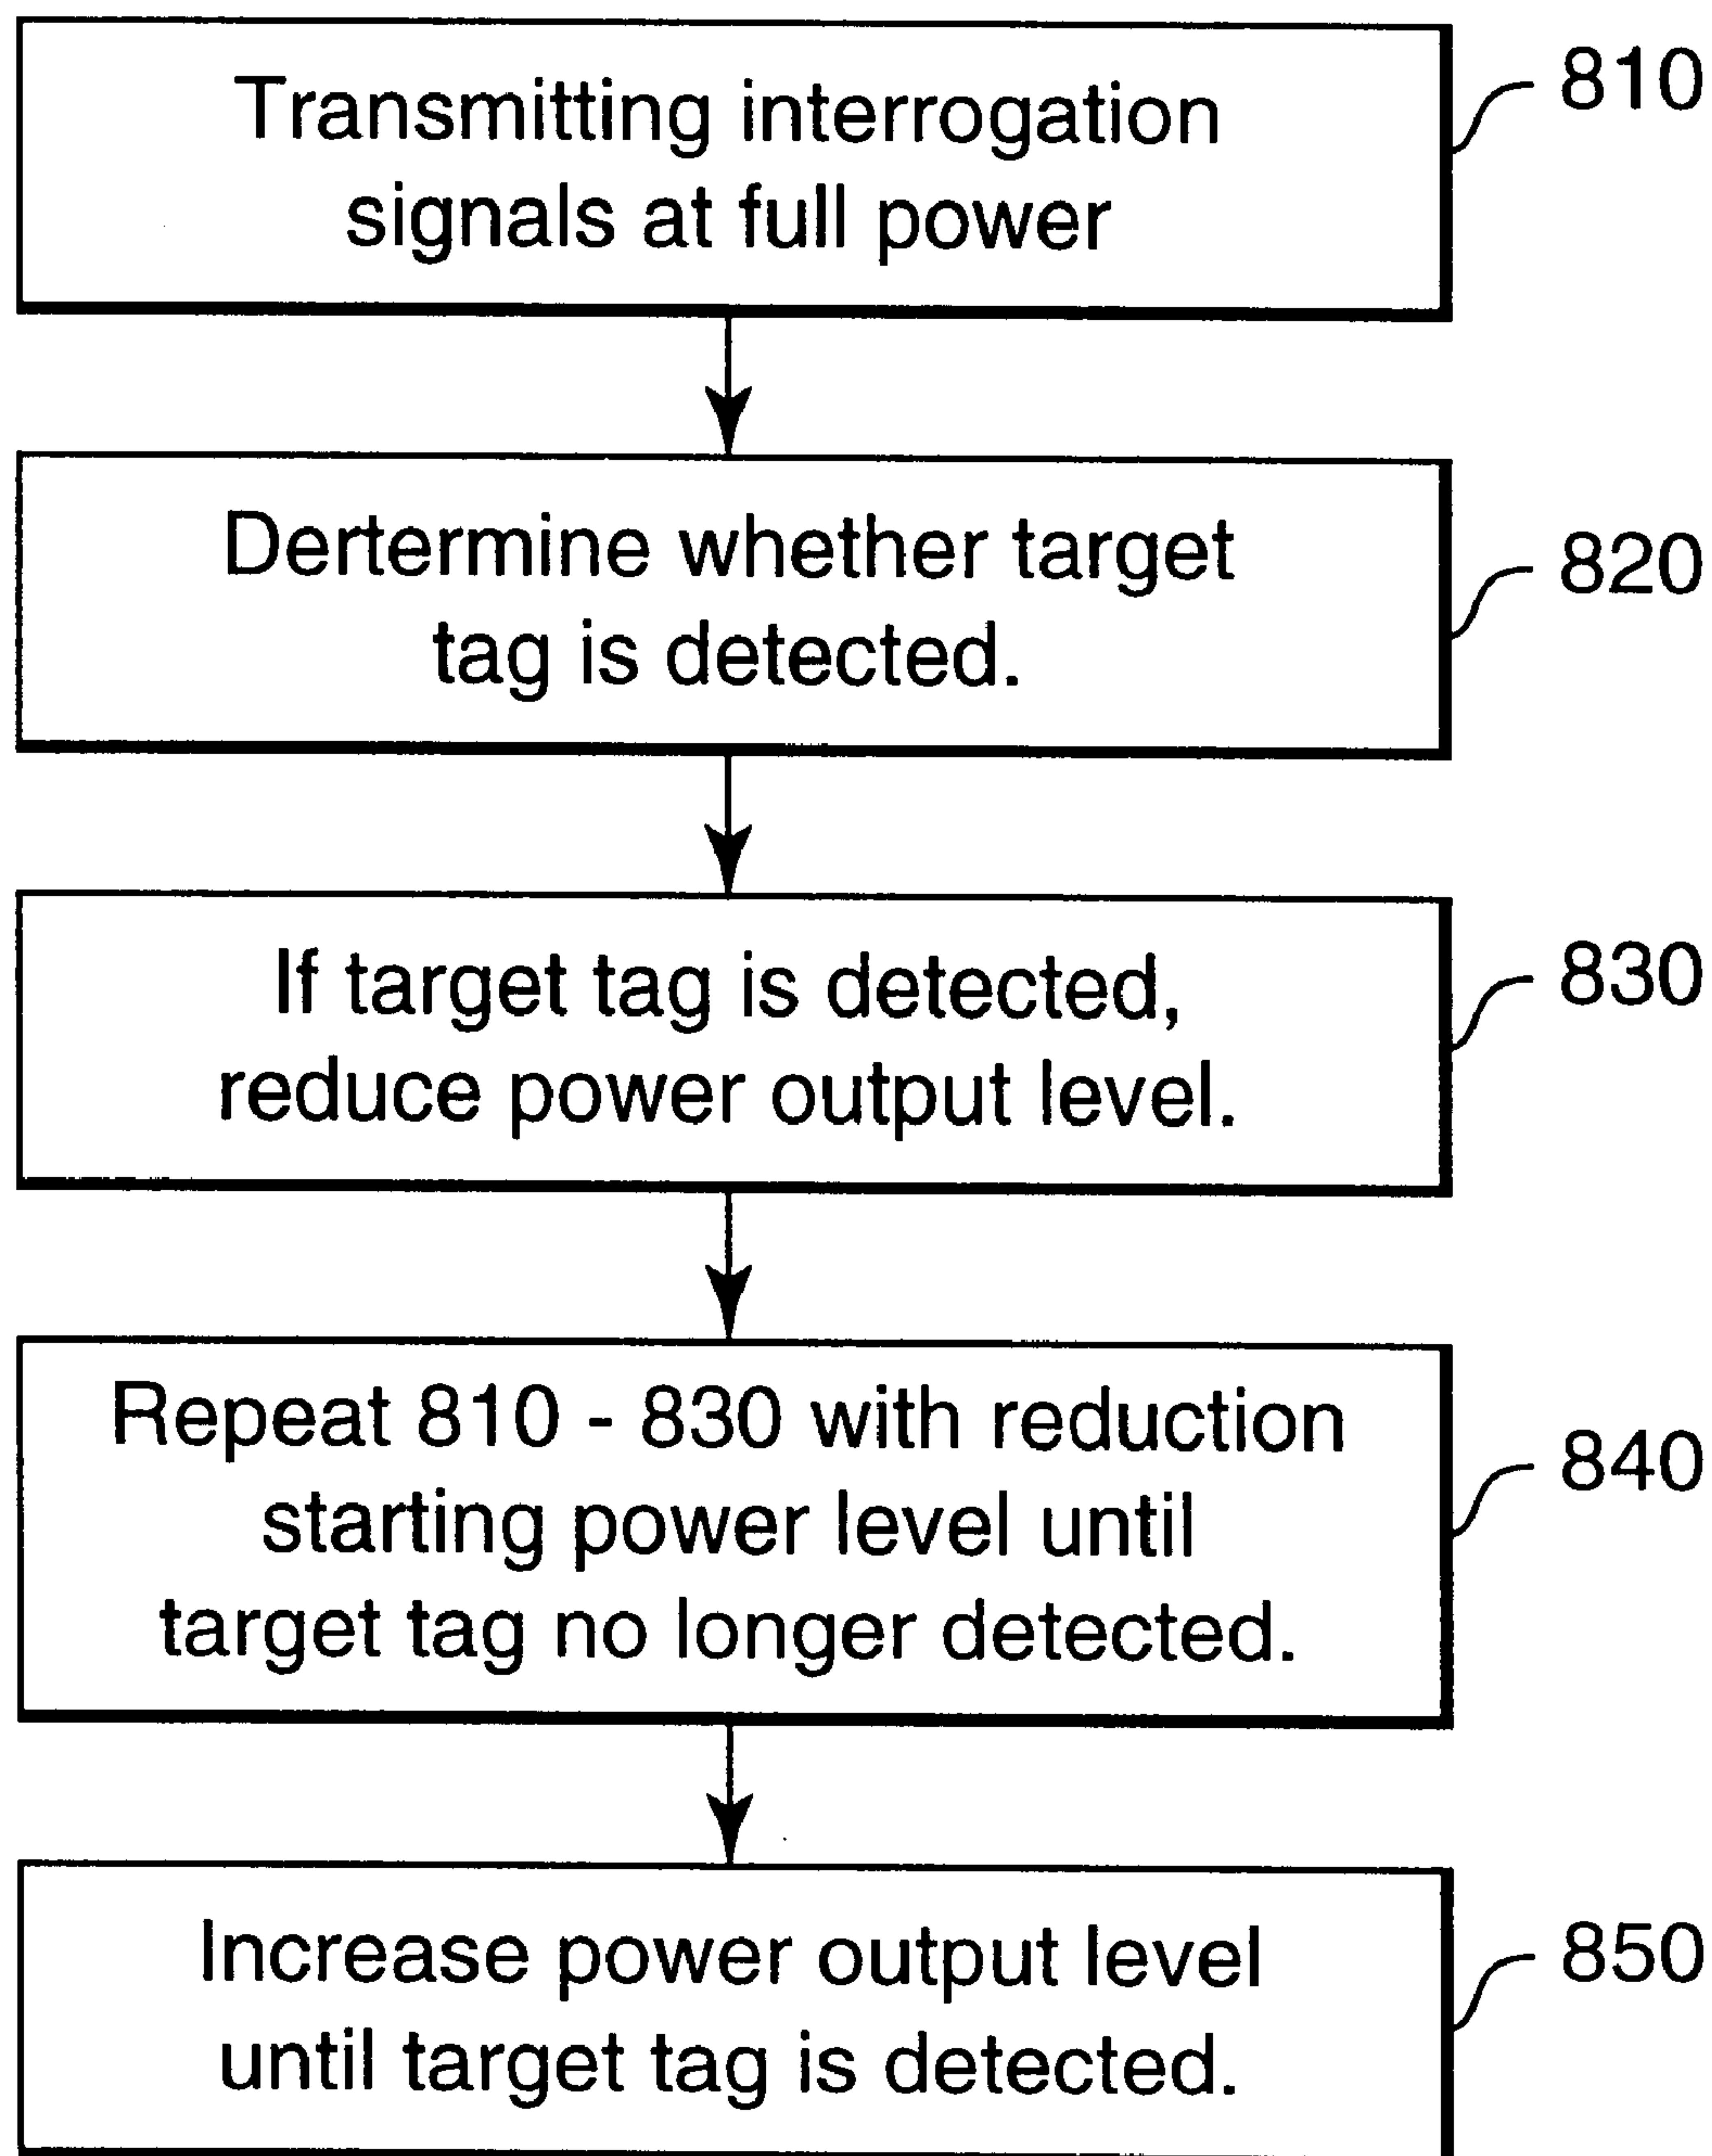 Transmitting interrogation
signals at full power
810
Dertermine whether target
tag is detected.
820
If target tag is detected,
reduce power output level.
830
Repeat 810 - 830 with reduction
starting power level until
target tag no longer detected.
840
Increase power output level
until target tag is detected.
850